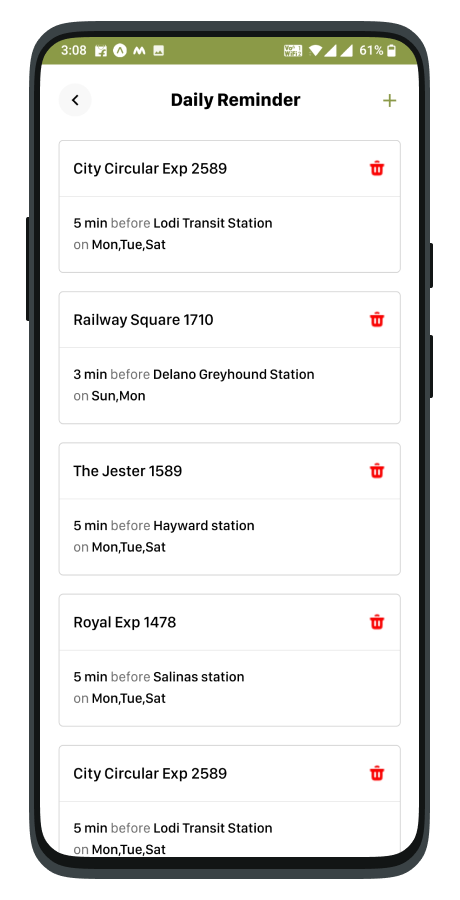 3:08 61%
Daily Reminder
City Circular Exp 2589
5 min before Lodi Transit Station
on Mon,Tue,Sat
Railway Square 1710
3 min before Delano Greyhound Station
on Sun,Mon
The Jester 1589
5 min before Hayward station
on Mon,Tue,Sat
Royal Exp 1478
5 min before Salinas station
on Mon,Tue,Sat
City Circular Exp 2589
5 min before Lodi Transit Station
on Mon,Tue,Sat